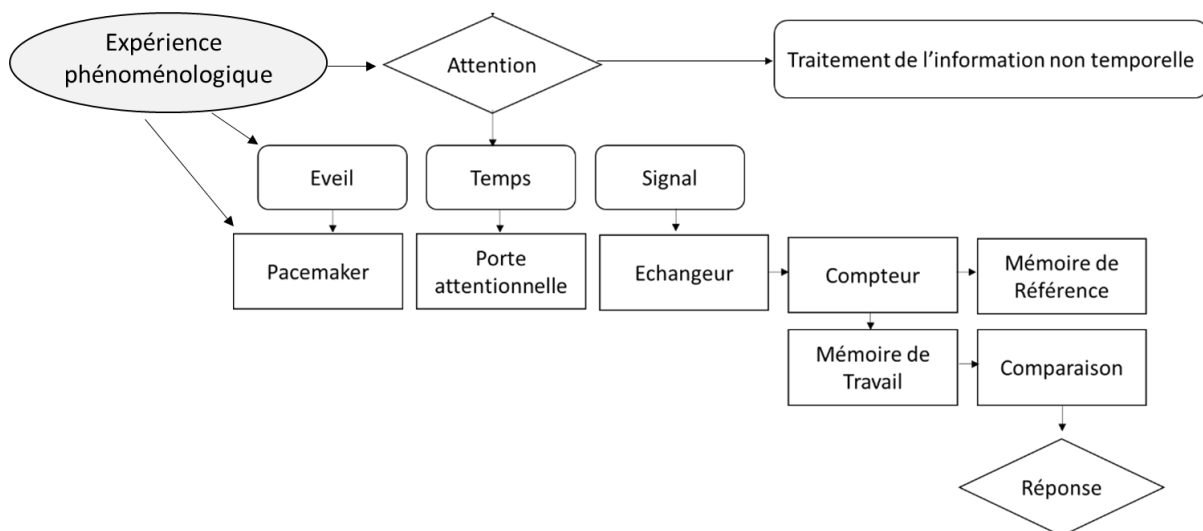 Expérience
phénoménologique
Attention
Traitement de l'information non temporelle
Eveil
Temps
Signal
Pacemaker
Porte
attentionnelle
Echangeur
Compteur
Mémoire de
Référence
Mémoire de
Travail
Comparaison
Réponse